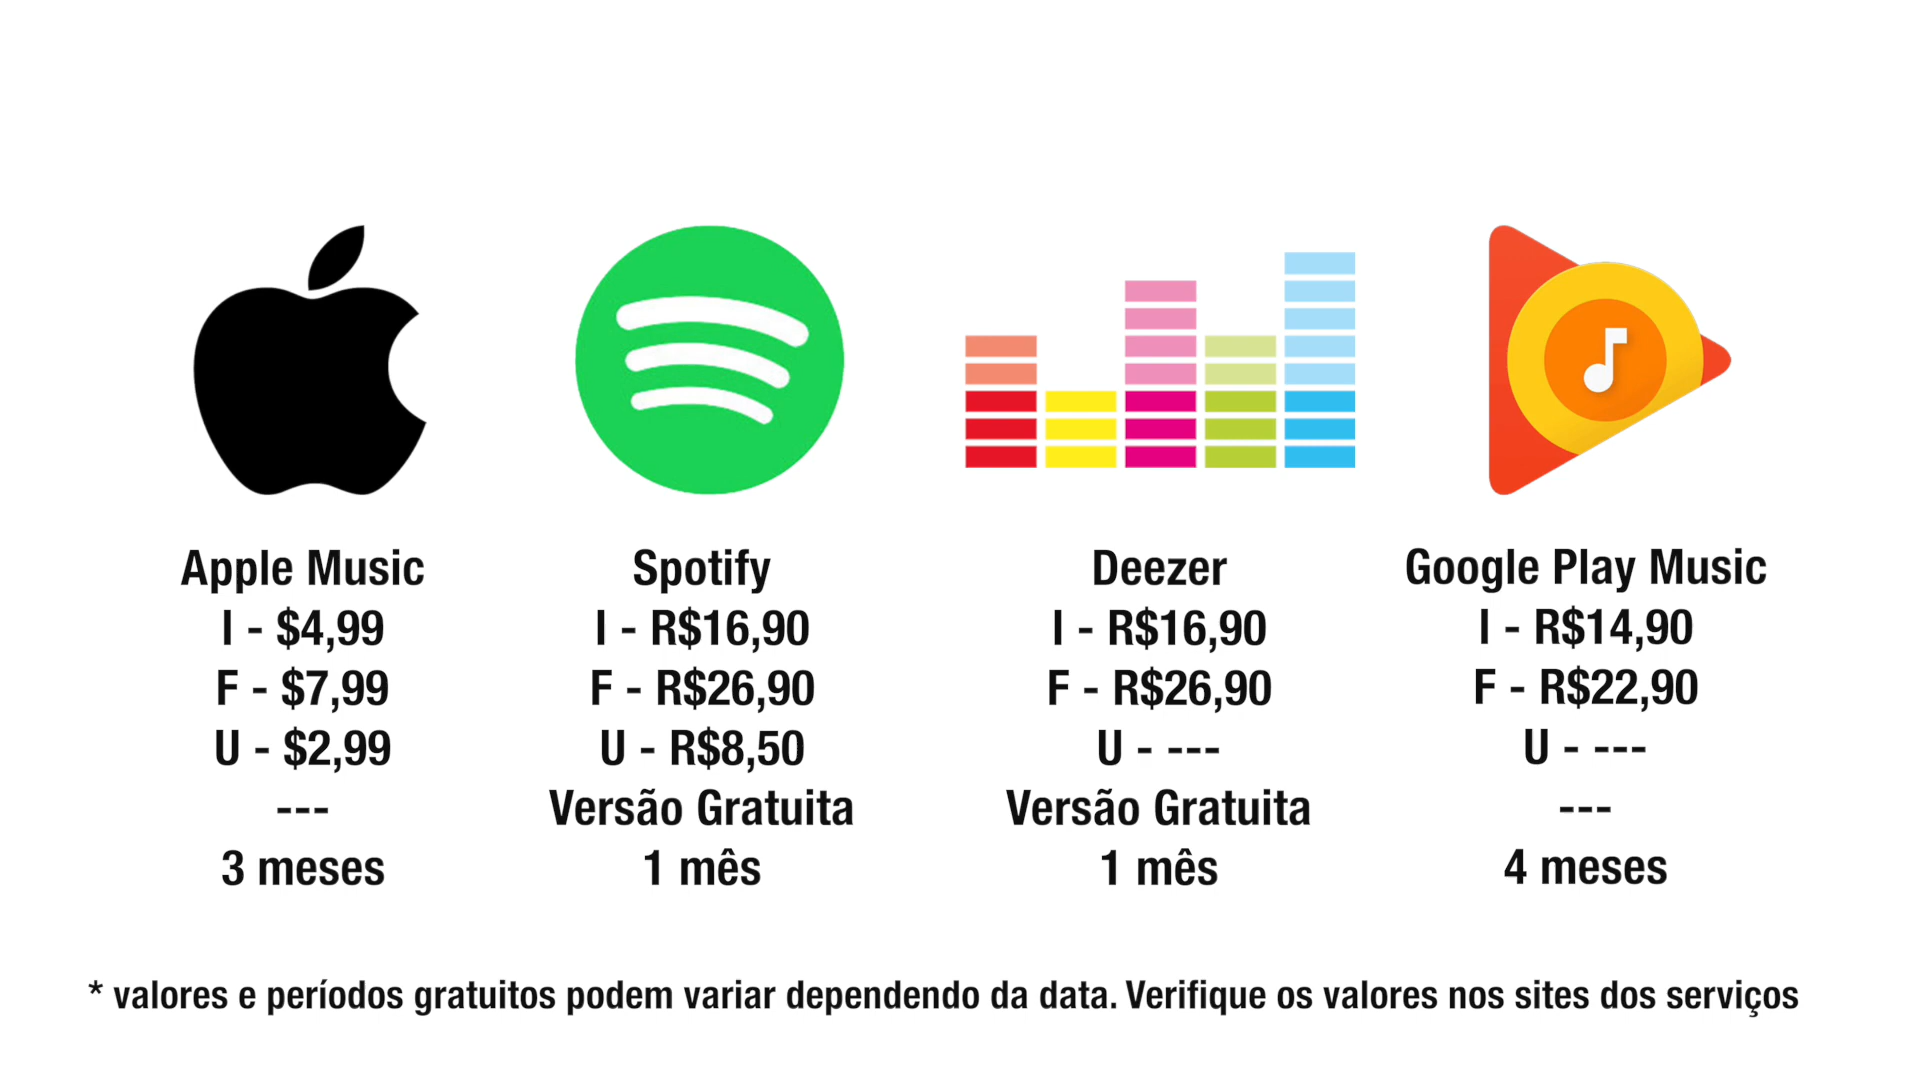 Apple Music
I - $4,99
F - $7,99
U - $2,99
---
3 meses
Spotify
I - R$16,90
F - R$26,90
U - R$8,50
Versão Gratuita
1 mês
Deezer
I - R$16,90
F - R$26,90
U - ---
Versão Gratuita
1 mês
Google Play Music
I - R$14,90
F - R$22,90
U - ---
---
4 meses
* valores e períodos gratuitos podem variar dependendo da data. Verifique os valores nos sites dos serviços